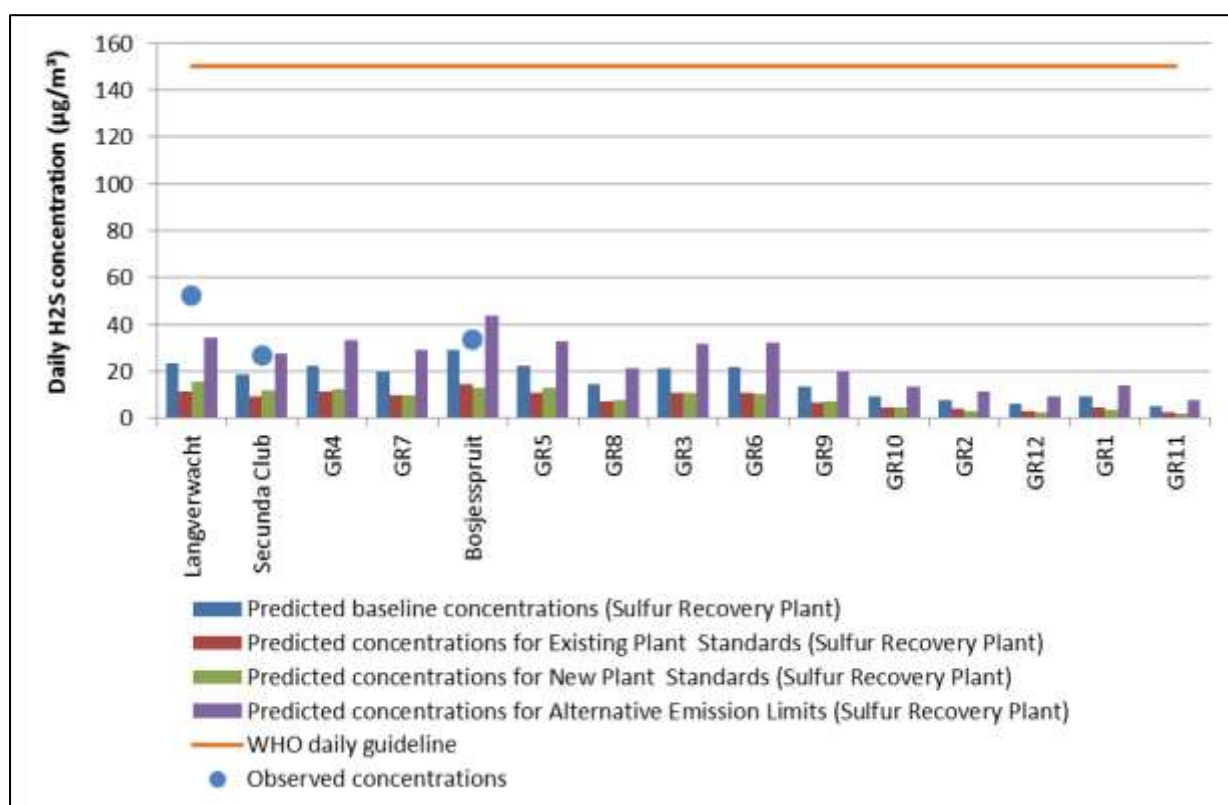 Daily H2S concentration (µg/m³)
160
140
120
100
80
60
40
20
0
Langverwacht
Secunda Club
GR4
GR7
Bosjesspruit
GR5
GR8
GR3
GR6
GR9
GR10
GR2
GR12
GR1
GR11
Predicted baseline concentrations (Sulfur Recovery Plant)
Predicted concentrations for Existing Plant Standards (Sulfur Recovery Plant)
Predicted concentrations for New Plant Standards (Sulfur Recovery Plant)
Predicted concentrations for Alternative Emission Limits (Sulfur Recovery Plant)
WHO daily guideline
Observed concentrations